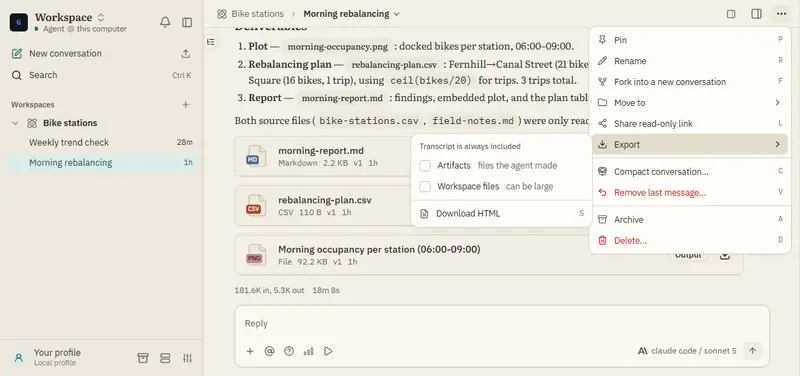 Workspace
Agent @ this computer
New conversation
Search
Ctrl K
Workspaces
Bike stations
Weekly trend check
28m
Morning rebalancing
1h
Your profile
Local profile
Bike stations
Morning rebalancing
Deliverables
1. Plot — morning-occupancy.png : docked bikes per station, 06:00–09:00.
2. Rebalancing plan — rebalancing-plan.csv : Fernhill→Canal Street (21 bike
Square (16 bikes, 1 trip), using ceil(bikes/20) for trips. 3 trips total.
3. Report — morning-report.md : findings, embedded plot, and the plan tabl
Both source files ( bike-stations.csv , field-notes.md ) were only read
MD
morning-report.md
Markdown 2.2 KB v1 1h
CSV
rebalancing-plan.csv
CSV 110 B v1 1h
PNG
Morning occupancy per station (06:00-09:00)
File 92.2 KB v1 1h
Output
181.6K in, 5.3K out 18m 8s
Reply
claude code / sonnet 5
Transcript is always included
Artifacts files the agent made
Workspace files can be large
Download HTML S
Pin P
Rename R
Fork into a new conversation F
Move to
Share read-only link L
Export
Compact conversation... C
Remove last message... V
Archive A
Delete... D